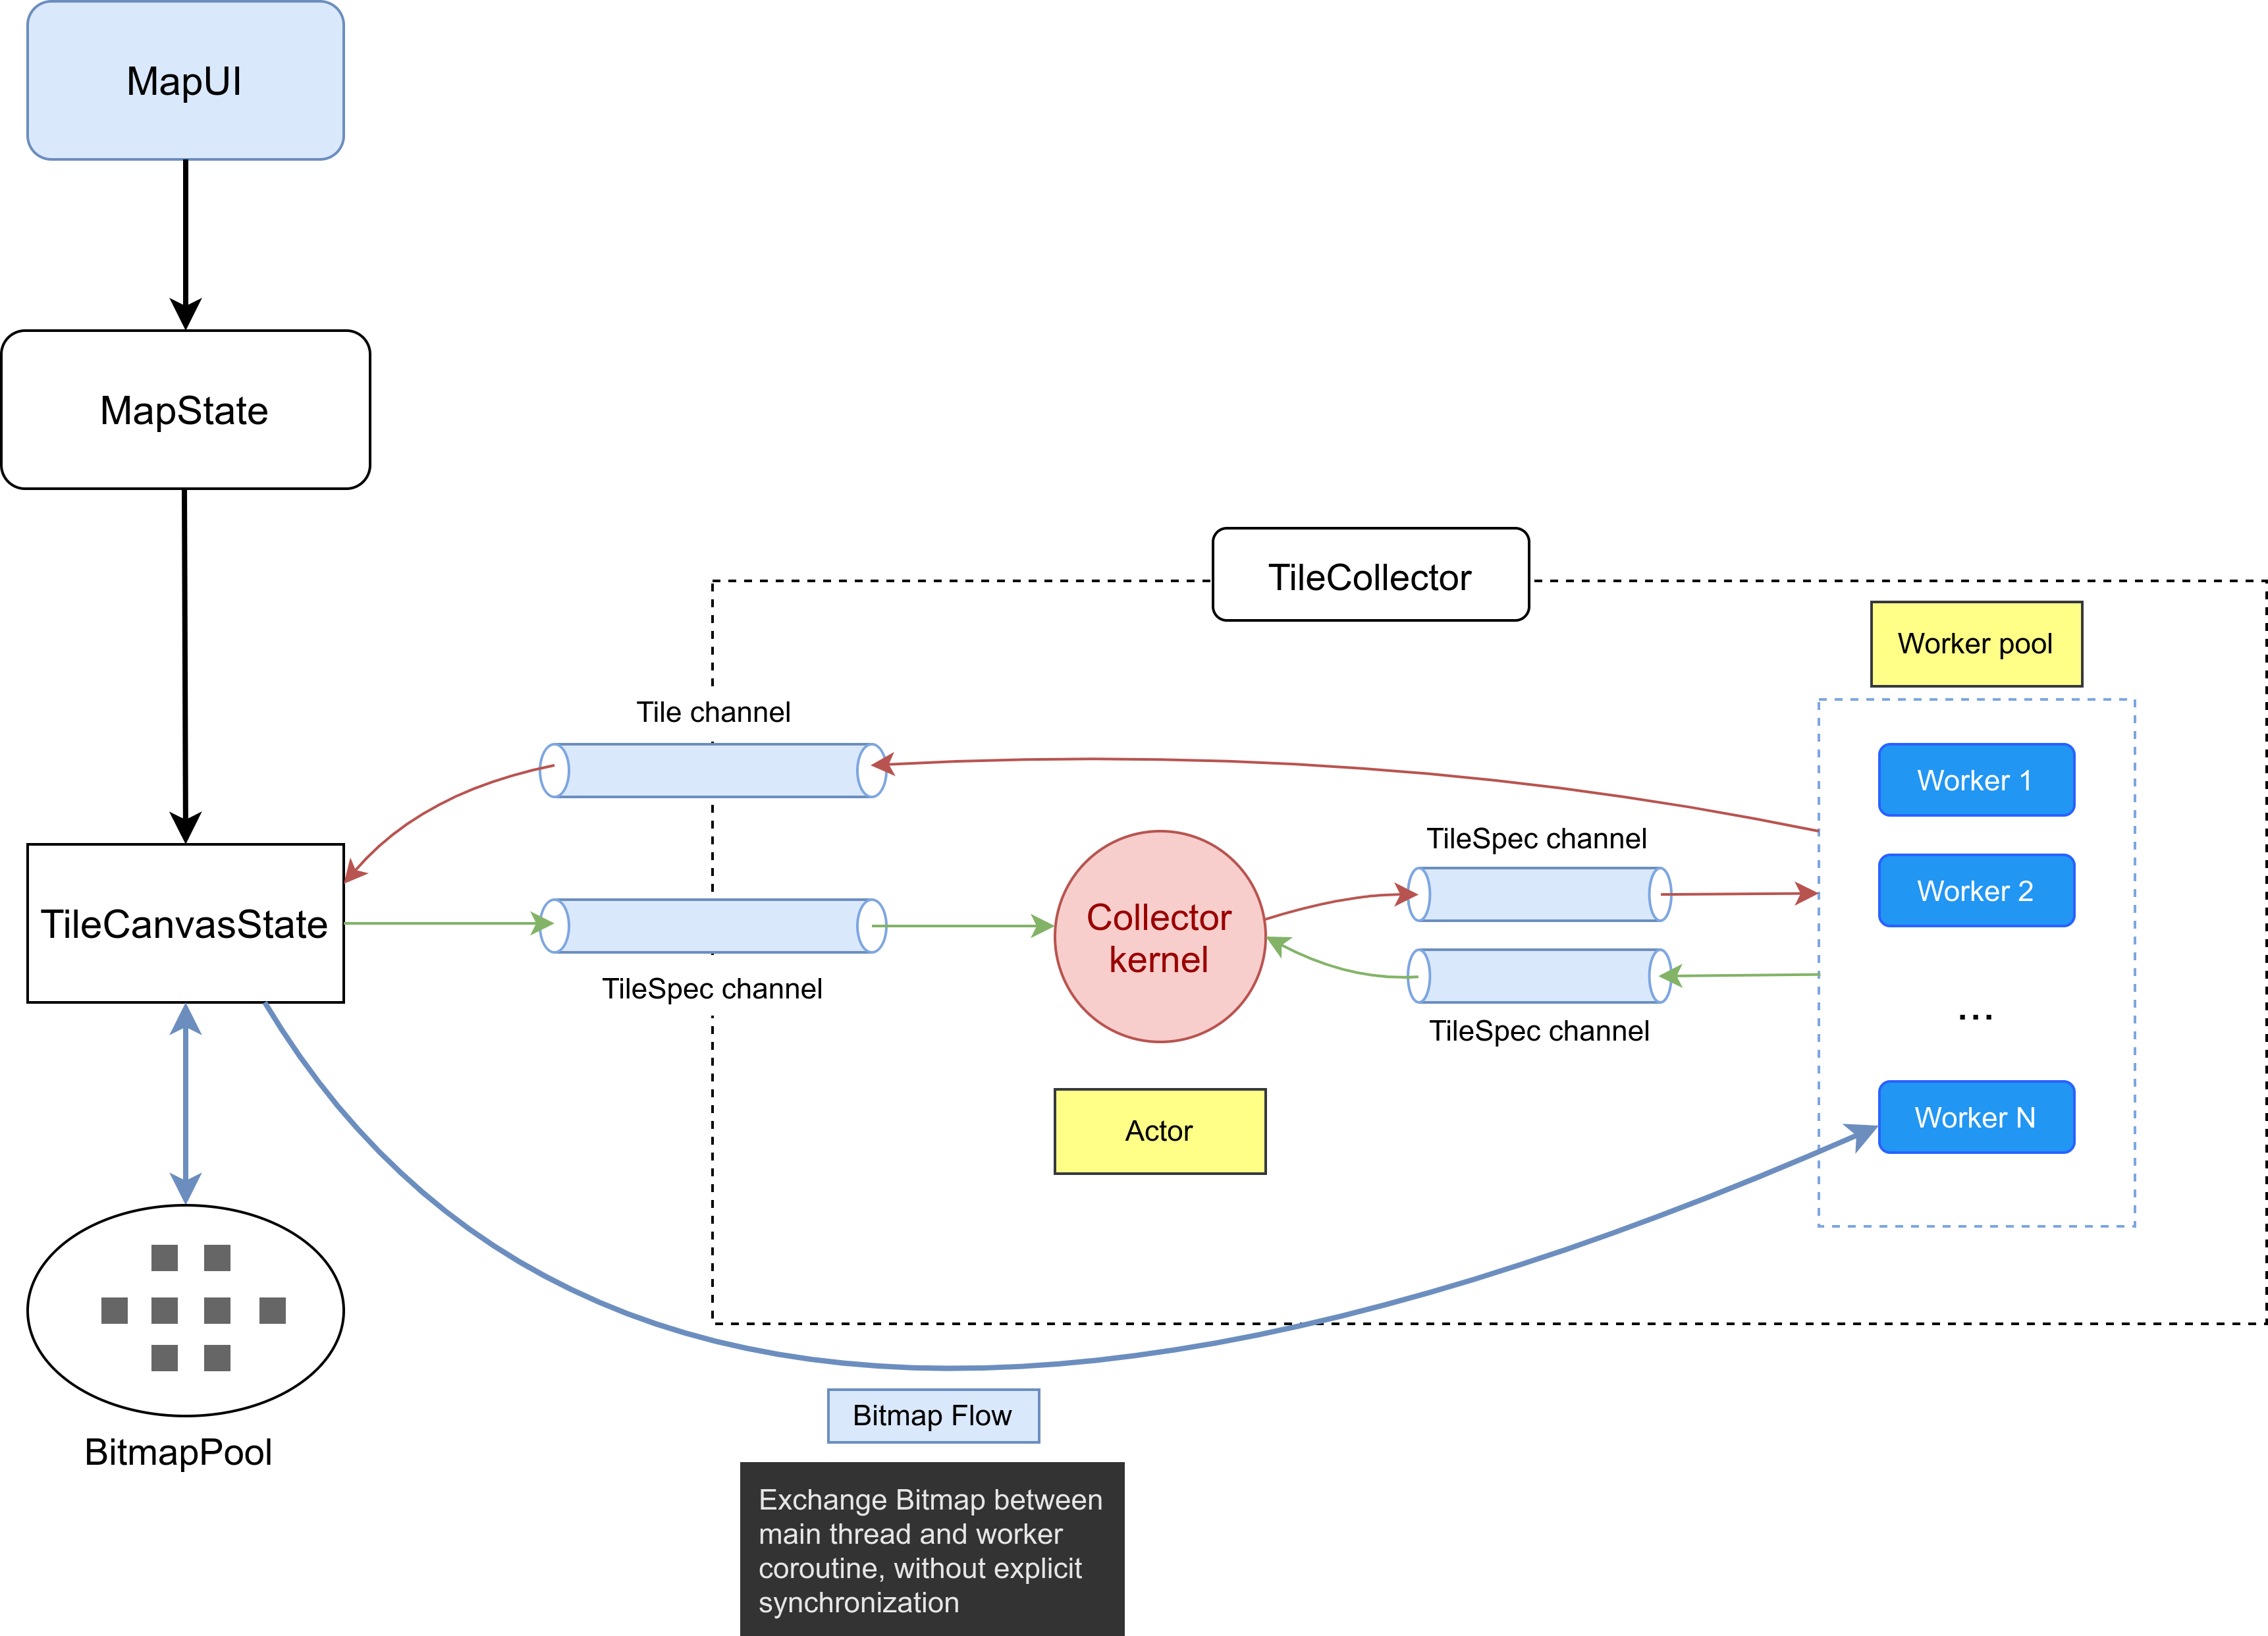 MapUI
MapState
TileCollector
Worker pool
Tile channel
Worker 1
TileSpec channel
Worker 2
TileCanvasState
Collector
kernel
TileSpec channel
TileSpec channel
...
Actor
Worker N
Bitmap Flow
BitmapPool
Exchange Bitmap between
main thread and worker
coroutine, without explicit
synchronization